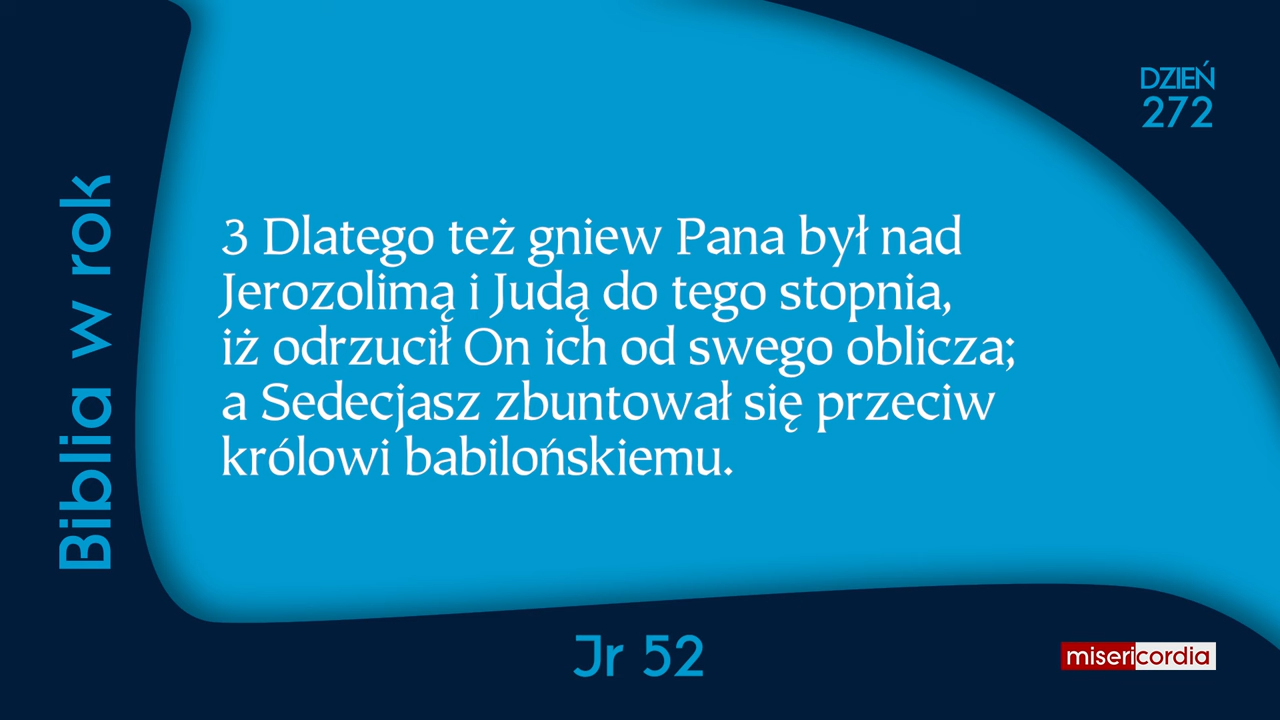 DZIEŃ
272
Biblia w rok
3 Dlatego też gniew Pana był nad
Jerozolimą i Judą do tego stopnia,
iż odrzucił On ich od swego oblicza;
a Sedecjasz zbuntował się przeciw
królowi babilońskiemu.
Jr 52
misericordia